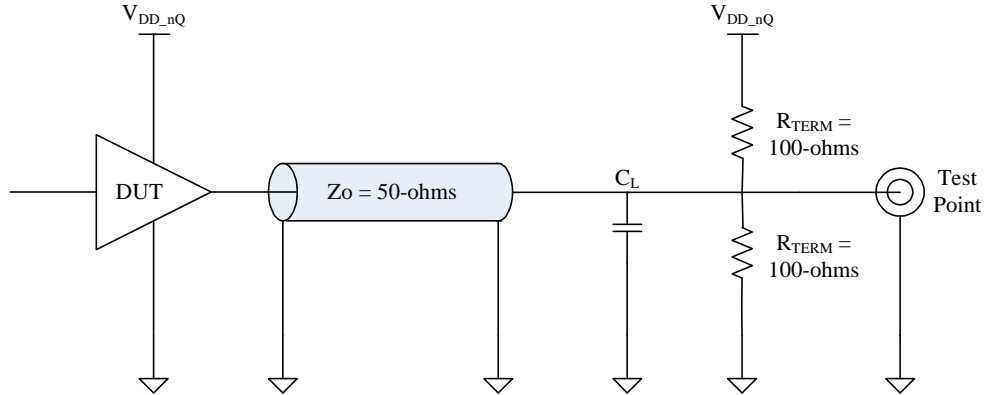 V_DD_nQ
V_DD_nQ
R_TERM =
100-ohms
DUT
Zo = 50-ohms
C_L
Test
Point
R_TERM =
100-ohms